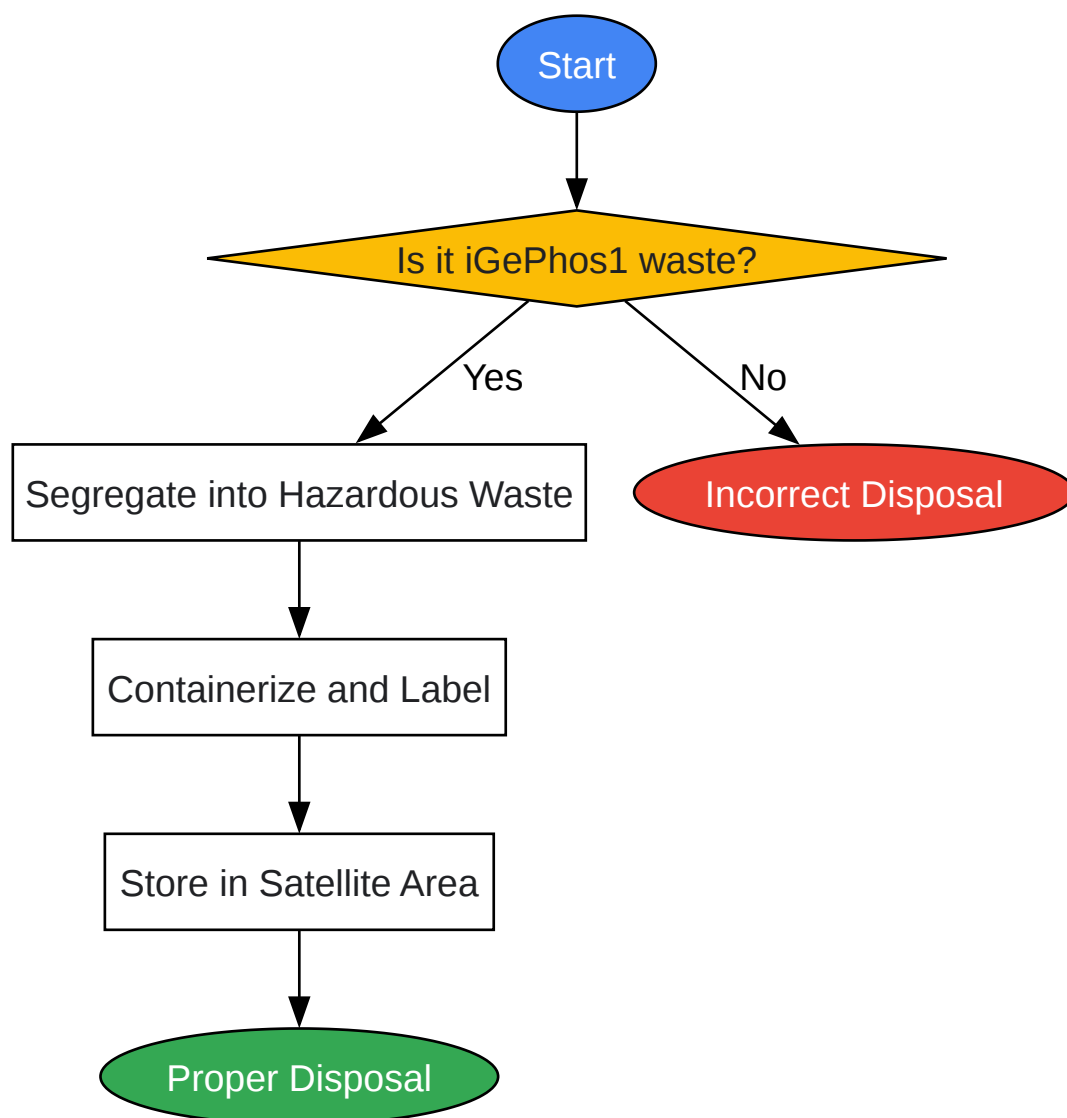 Start
Is it iGePhos1 waste?
Yes
No
Segregate into Hazardous Waste
Incorrect Disposal
Containerize and Label
Store in Satellite Area
Proper Disposal